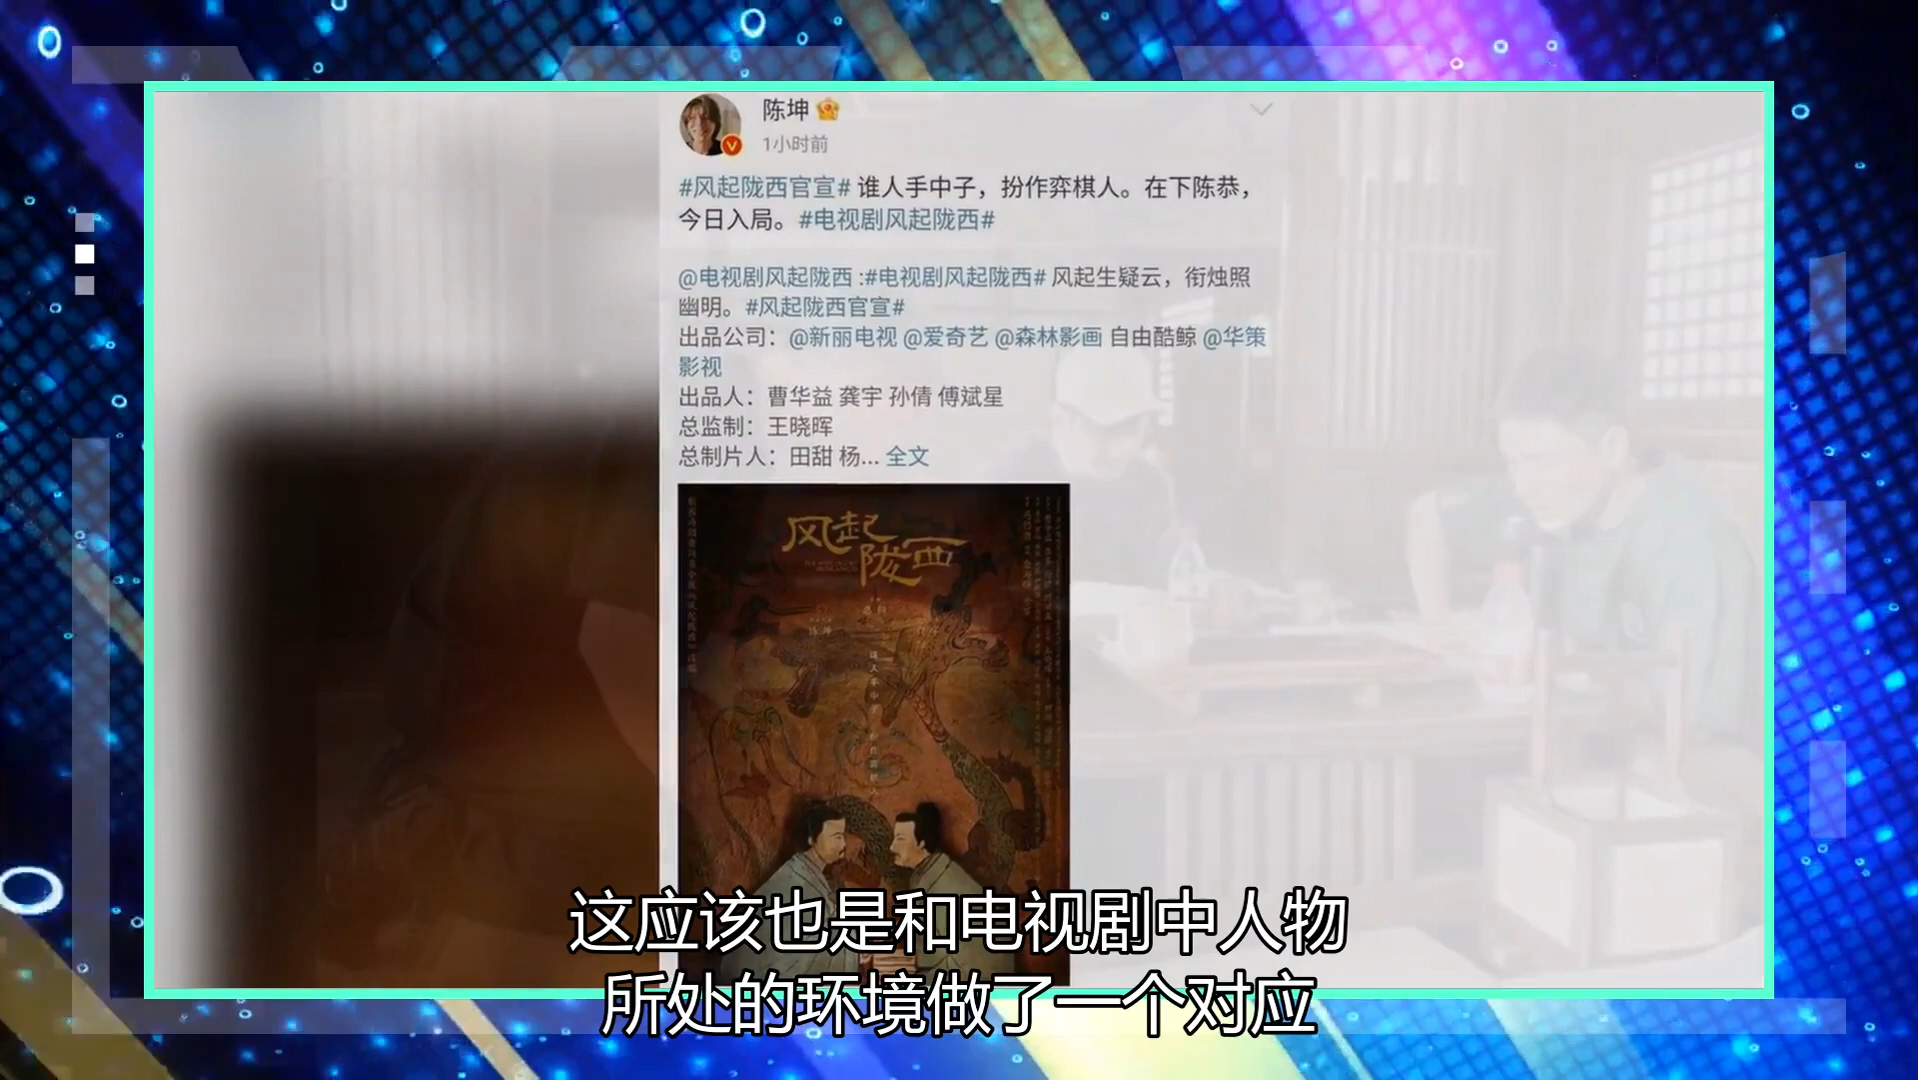 陈坤
1小时前
#风起陇西官宣# 谁人手中子，扮作弈棋人。在下陈恭，
今日入局。#电视剧风起陇西#
@电视剧风起陇西 :#电视剧风起陇西# 风起生疑云，衔烛照
幽明。#风起陇西官宣#
出品公司：@新丽电视 @爱奇艺 @森林影画 自由酷鲸 @华策
影视
出品人：曹华益 龚宇 孙倩 傅斌星
总监制：王晓晖
总制片人：田甜 杨... 全文
风起
陇西
这应该也是和电视剧中人物
所处的环境做了一个对应